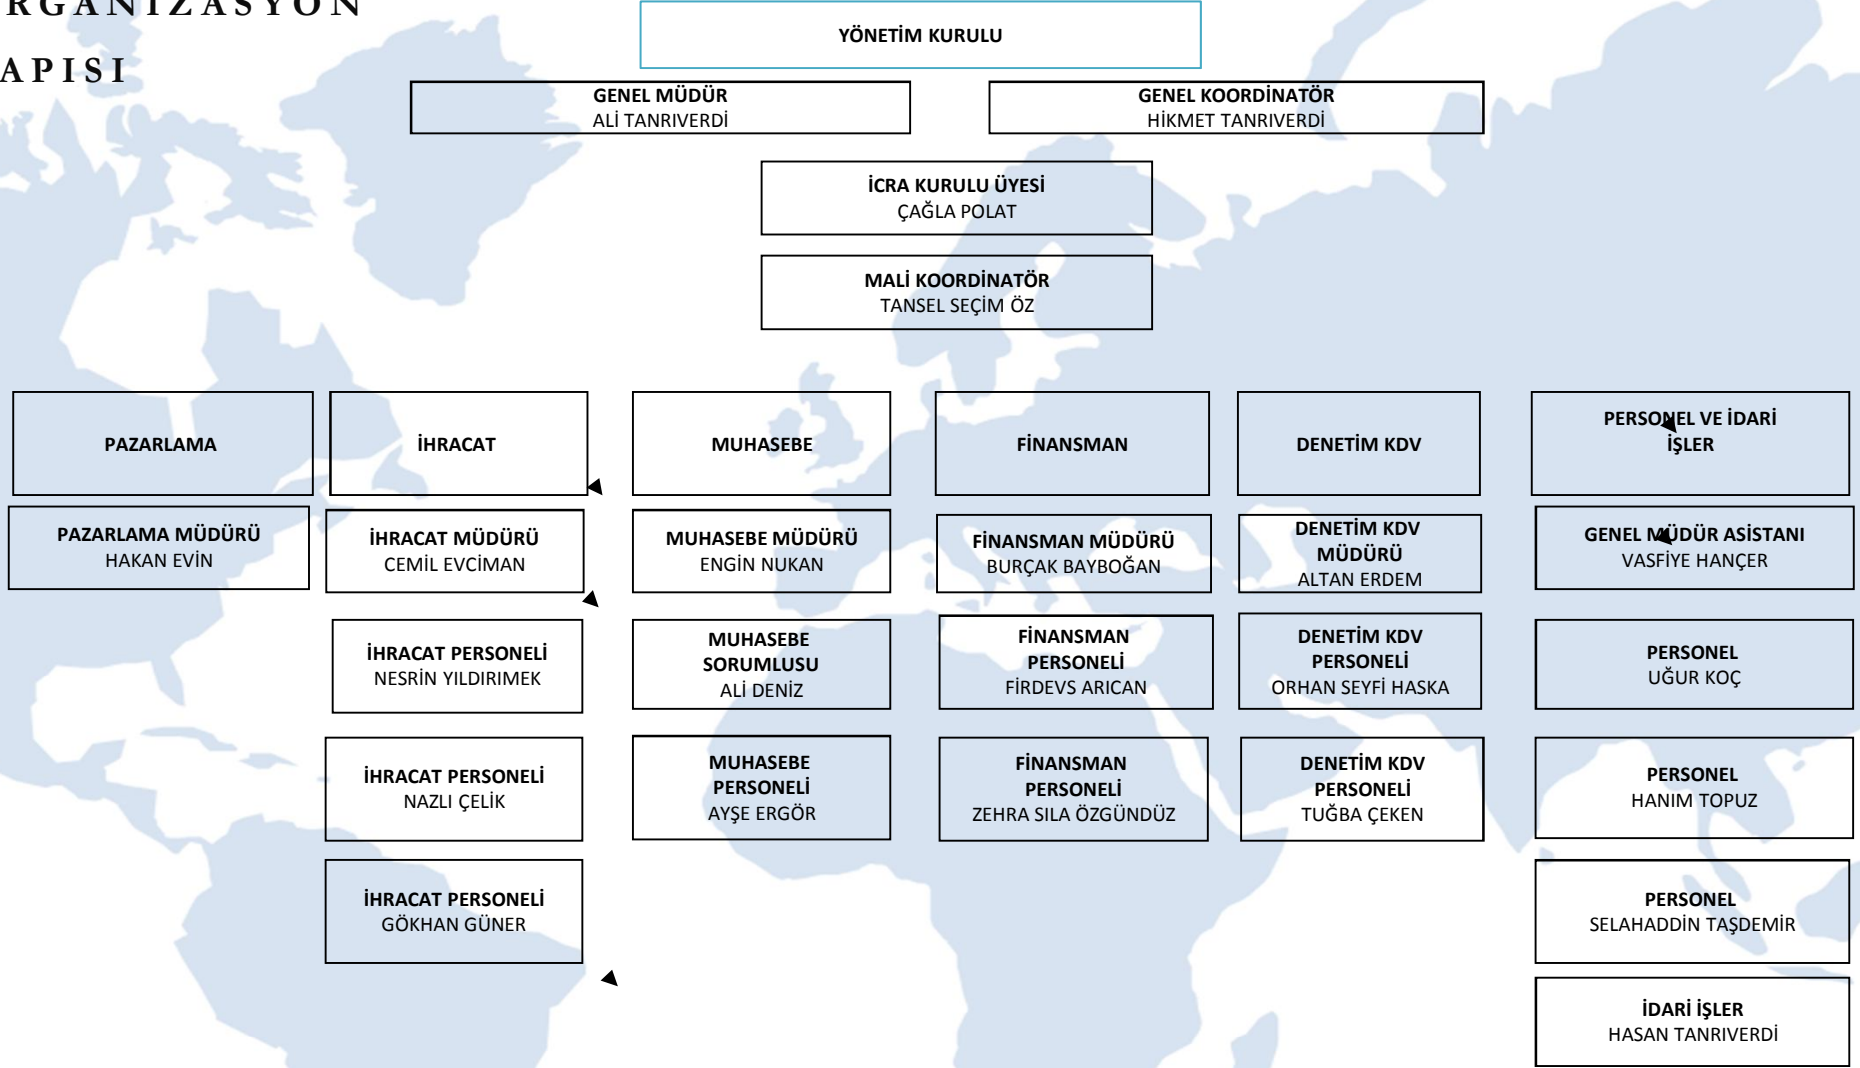 RGANİZASYON
APISI
YÖNETİM KURULU
GENEL MÜDÜR
ALİ TANRIVERDİ
GENEL KOORDİNATÖR
HİKMET TANRIVERDİ
İCRA KURULU ÜYESİ
ÇAĞLA POLAT
MALİ KOORDİNATÖR
TANSEL SEÇİM ÖZ
PAZARLAMA
İHRACAT
MUHASEBE
FİNANSMAN
DENETİM KDV
PERSONEL VE İDARİ
İŞLER
PAZARLAMA MÜDÜRÜ
HAKAN EVİN
İHRACAT MÜDÜRÜ
CEMİL EVCİMAN
MUHASEBE MÜDÜRÜ
ENGİN NUKAN
FİNANSMAN MÜDÜRÜ
BURÇAK BAYBOĞAN
DENETİM KDV
MÜDÜRÜ
ALTAN ERDEM
GENEL MÜDÜR ASİSTANI
VASFİYE HANÇER
İHRACAT PERSONELİ
NESRİN YILDIRIMEK
MUHASEBE
SORUMLUSU
ALİ DENİZ
FİNANSMAN
PERSONELİ
FİRDEVS ARICAN
DENETİM KDV
PERSONELİ
ORHAN SEYFİ HASKA
PERSONEL
UĞUR KOÇ
İHRACAT PERSONELİ
NAZLI ÇELİK
MUHASEBE
PERSONELİ
AYŞE ERGÖR
FİNANSMAN
PERSONELİ
ZEHRA SILA ÖZGÜNDÜZ
DENETİM KDV
PERSONELİ
TUĞBA ÇEKEN
PERSONEL
HANIM TOPUZ
İHRACAT PERSONELİ
GÖKHAN GÜNER
PERSONEL
SELAHADDİN TAŞDEMİR
İDARİ İŞLER
HASAN TANRIVERDİ